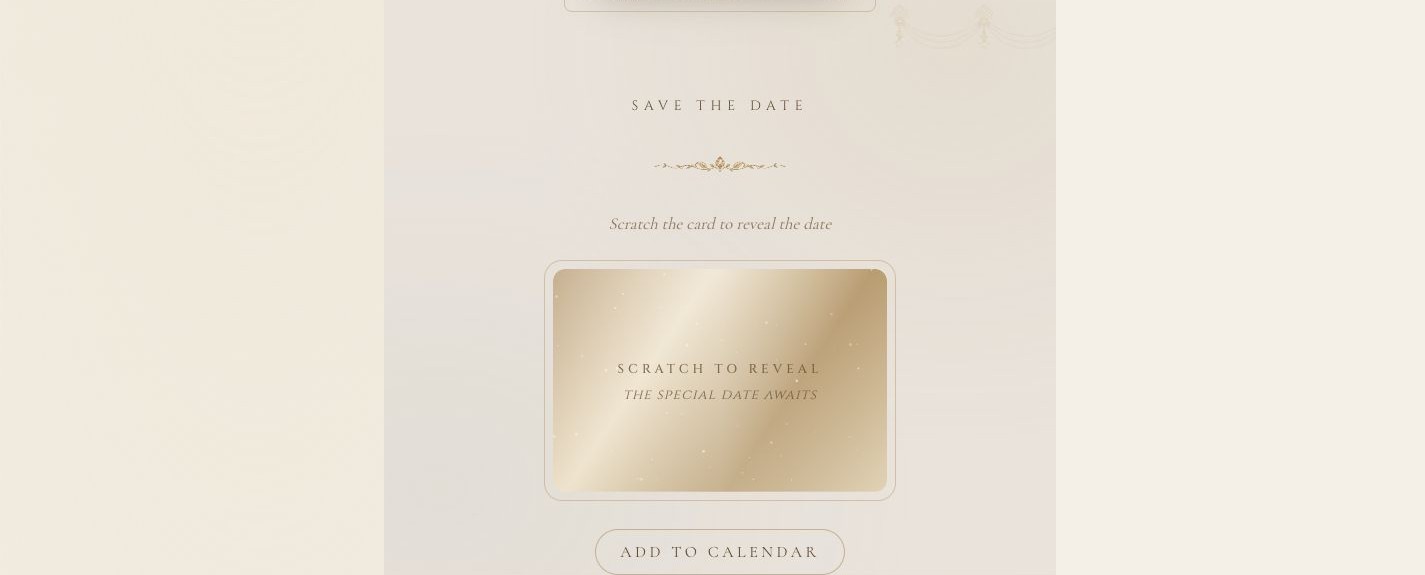 SAVE THE DATE
Scratch the card to reveal the date
SCRATCH TO REVEAL
THE SPECIAL DATE AWAITS
ADD TO CALENDAR